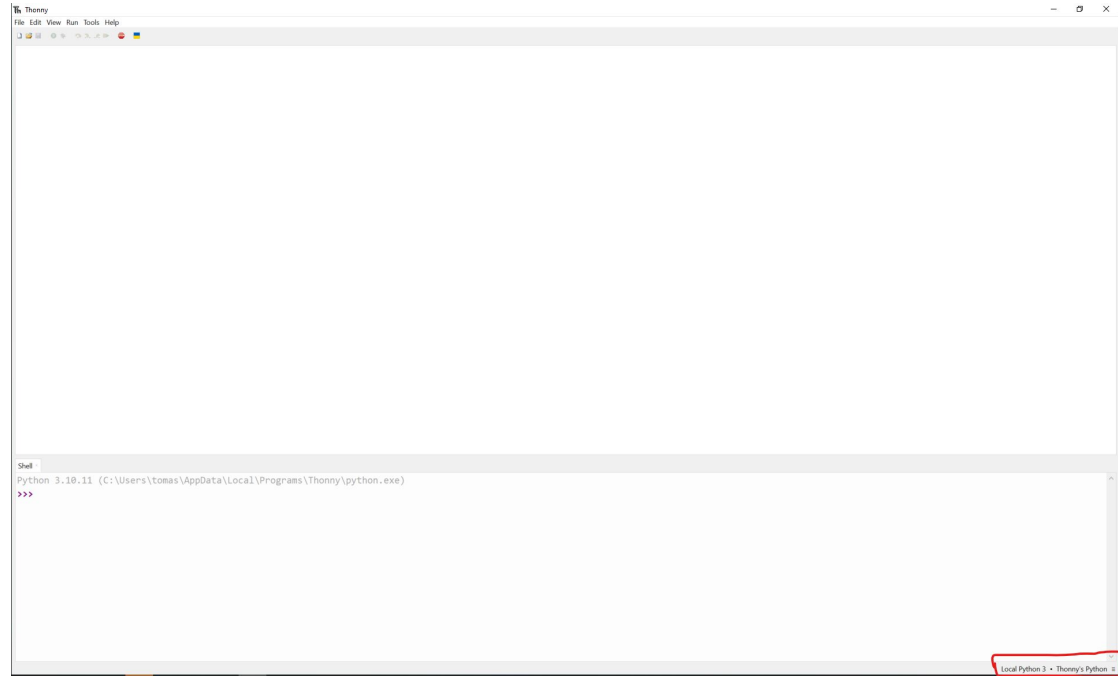 Thonny
File Edit View Run Tools Help
Shell
Python 3.10.11 (C:\Users\tomas\AppData\Local\Programs\Thonny\python.exe)
>>>
Local Python 3 • Thonny's Python ≡